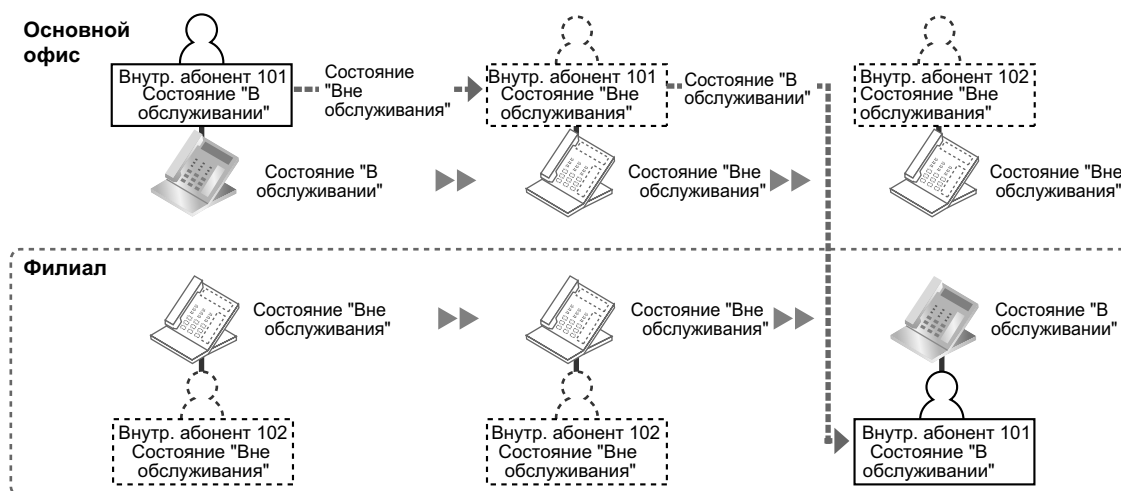 Основной
офис
Внутр. абонент 101
Состояние "В
обслуживании"
Состояние
"Вне
обслуживания"
Внутр. абонент 101
Состояние "Вне
обслуживания"
Состояние "В
обслуживании"
Внутр. абонент 102
Состояние "Вне
обслуживания"
Состояние "В
обслуживании"
Состояние "Вне
обслуживания"
Состояние "Вне
обслуживания"
Филиал
Состояние "Вне
обслуживания"
Состояние "Вне
обслуживания"
Состояние "В
обслуживании"
Внутр. абонент 102
Состояние "Вне
обслуживания"
Внутр. абонент 102
Состояние "Вне
обслуживания"
Внутр. абонент 101
Состояние "В
обслуживании"